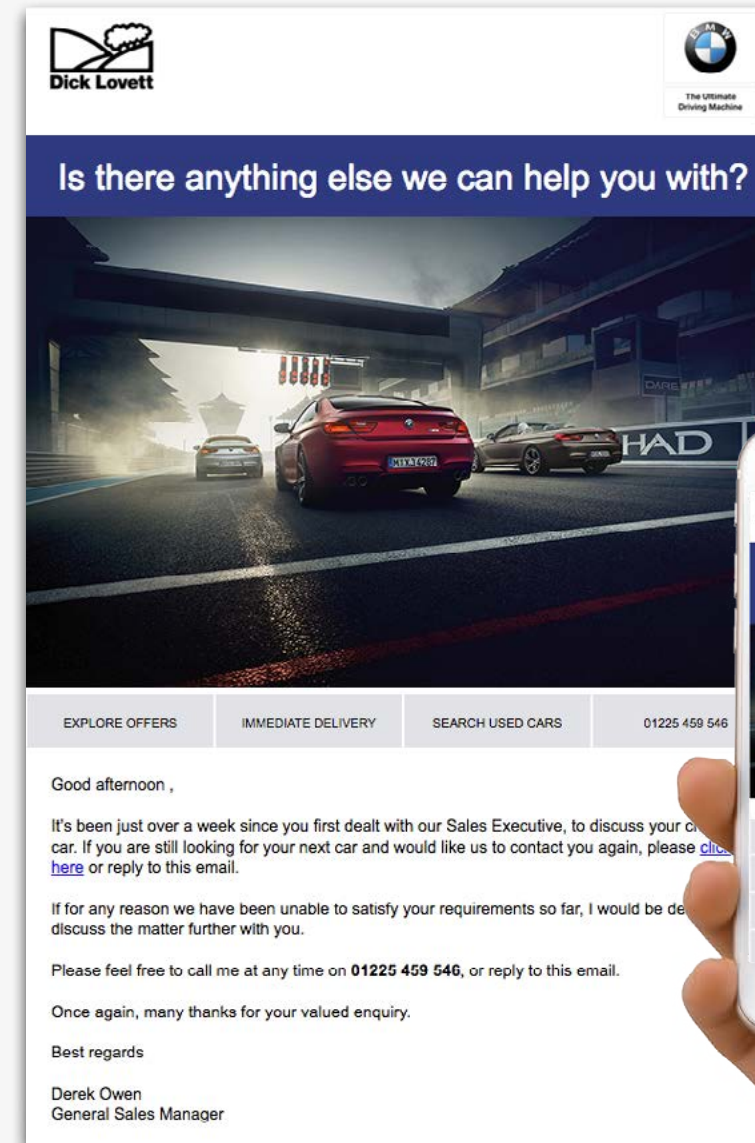 Dick Lovett
BMW
The Ultimate
Driving Machine
Is there anything else we can help you with?
DARE
HAD
EXPLORE OFFERS
IMMEDIATE DELIVERY
SEARCH USED CARS
01225 459 546
Good afternoon ,
It's been just over a week since you first dealt with our Sales Executive, to discuss your
car. If you are still looking for your next car and would like us to contact you again, please
here or reply to this email.
If for any reason we have been unable to satisfy your requirements so far, I would be
discuss the matter further with you.
Please feel free to call me at any time on 01225 459 546, or reply to this email.
Once again, many thanks for your valued enquiry.
Best regards
Derek Owen
General Sales Manager